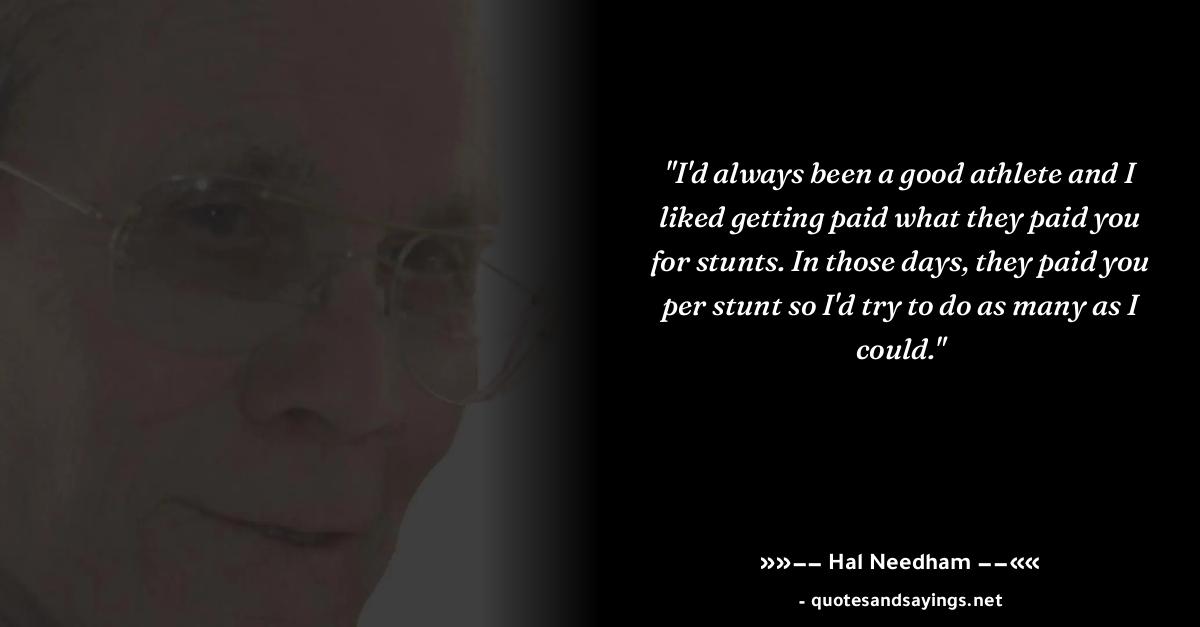 "I'd always been a good athlete and I
liked getting paid what they paid you
for stunts. In those days, they paid you
per stunt so I'd try to do as many as I
could."
»»−− Hal Needham −−««
- quotesandsayings.net